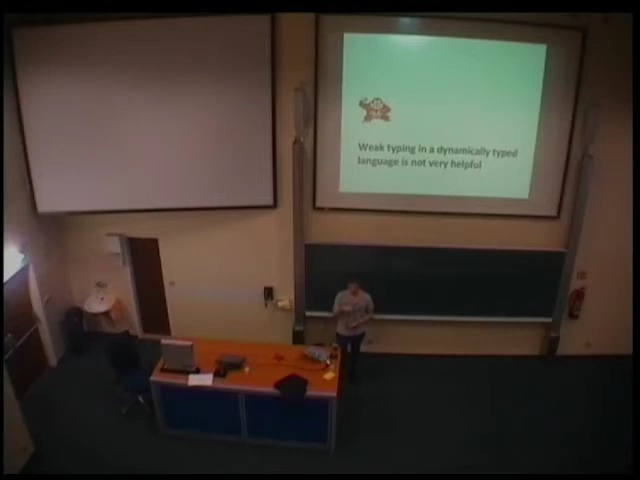 Weak typing in a dynamically typed
language is not very helpful